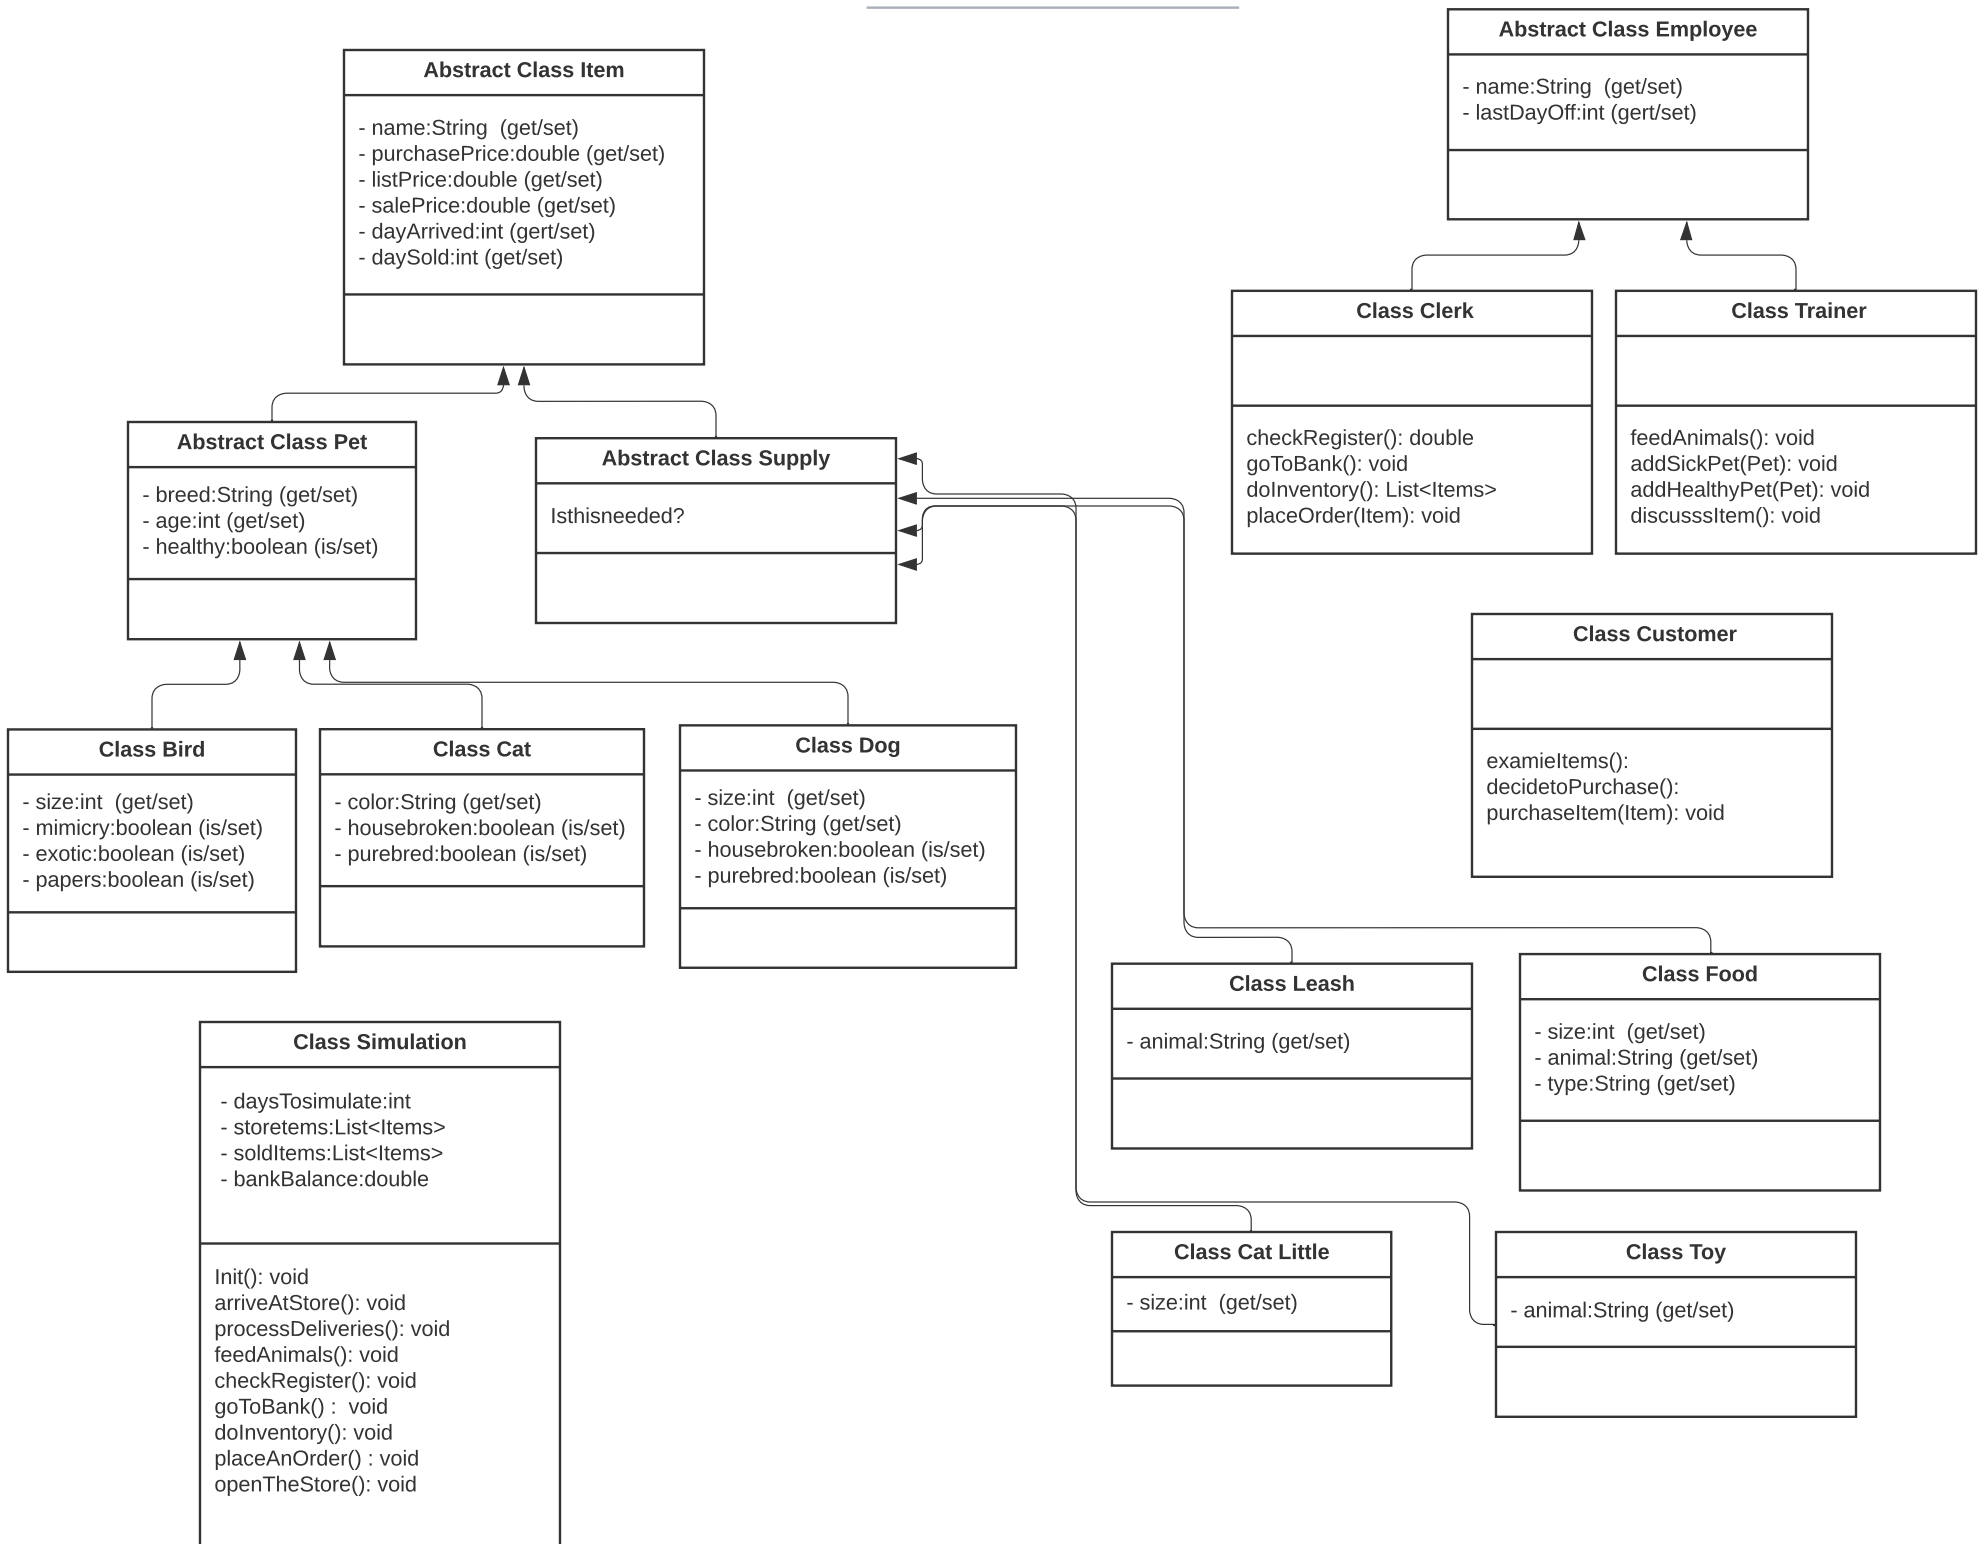 Abstract Class Item
- name:String  (get/set)
- purchasePrice:double (get/set)
- listPrice:double (get/set)
- salePrice:double (get/set)
- dayArrived:int (gert/set)
- daySold:int (get/set)
Abstract Class Employee
- name:String  (get/set)
- lastDayOff:int (gert/set)
Class Clerk
checkRegister(): double
goToBank(): void
doInventory(): List<Items>
placeOrder(Item): void
Class Trainer
feedAnimals(): void
addSickPet(Pet): void
addHealthyPet(Pet): void
discusssItem(): void
Abstract Class Pet
- breed:String (get/set)
- age:int (get/set)
- healthy:boolean (is/set)
Abstract Class Supply
Isthisneeded?
Class Customer
examieItems():
decidetoPurchase():
purchaseItem(Item): void
Class Bird
- size:int  (get/set)
- mimicry:boolean (is/set)
- exotic:boolean (is/set)
- papers:boolean (is/set)
Class Cat
- color:String (get/set)
- housebroken:boolean (is/set)
- purebred:boolean (is/set)
Class Dog
- size:int  (get/set)
- color:String (get/set)
- housebroken:boolean (is/set)
- purebred:boolean (is/set)
Class Leash
- animal:String (get/set)
Class Food
- size:int  (get/set)
- animal:String (get/set)
- type:String (get/set)
Class Simulation
- daysTosimulate:int
- storetems:List<Items>
- soldItems:List<Items>
- bankBalance:double
Init(): void
arriveAtStore(): void
processDeliveries(): void
feedAnimals(): void
checkRegister(): void
goToBank() :  void
doInventory(): void
placeAnOrder() : void
openTheStore(): void
Class Cat Little
- size:int  (get/set)
Class Toy
- animal:String (get/set)